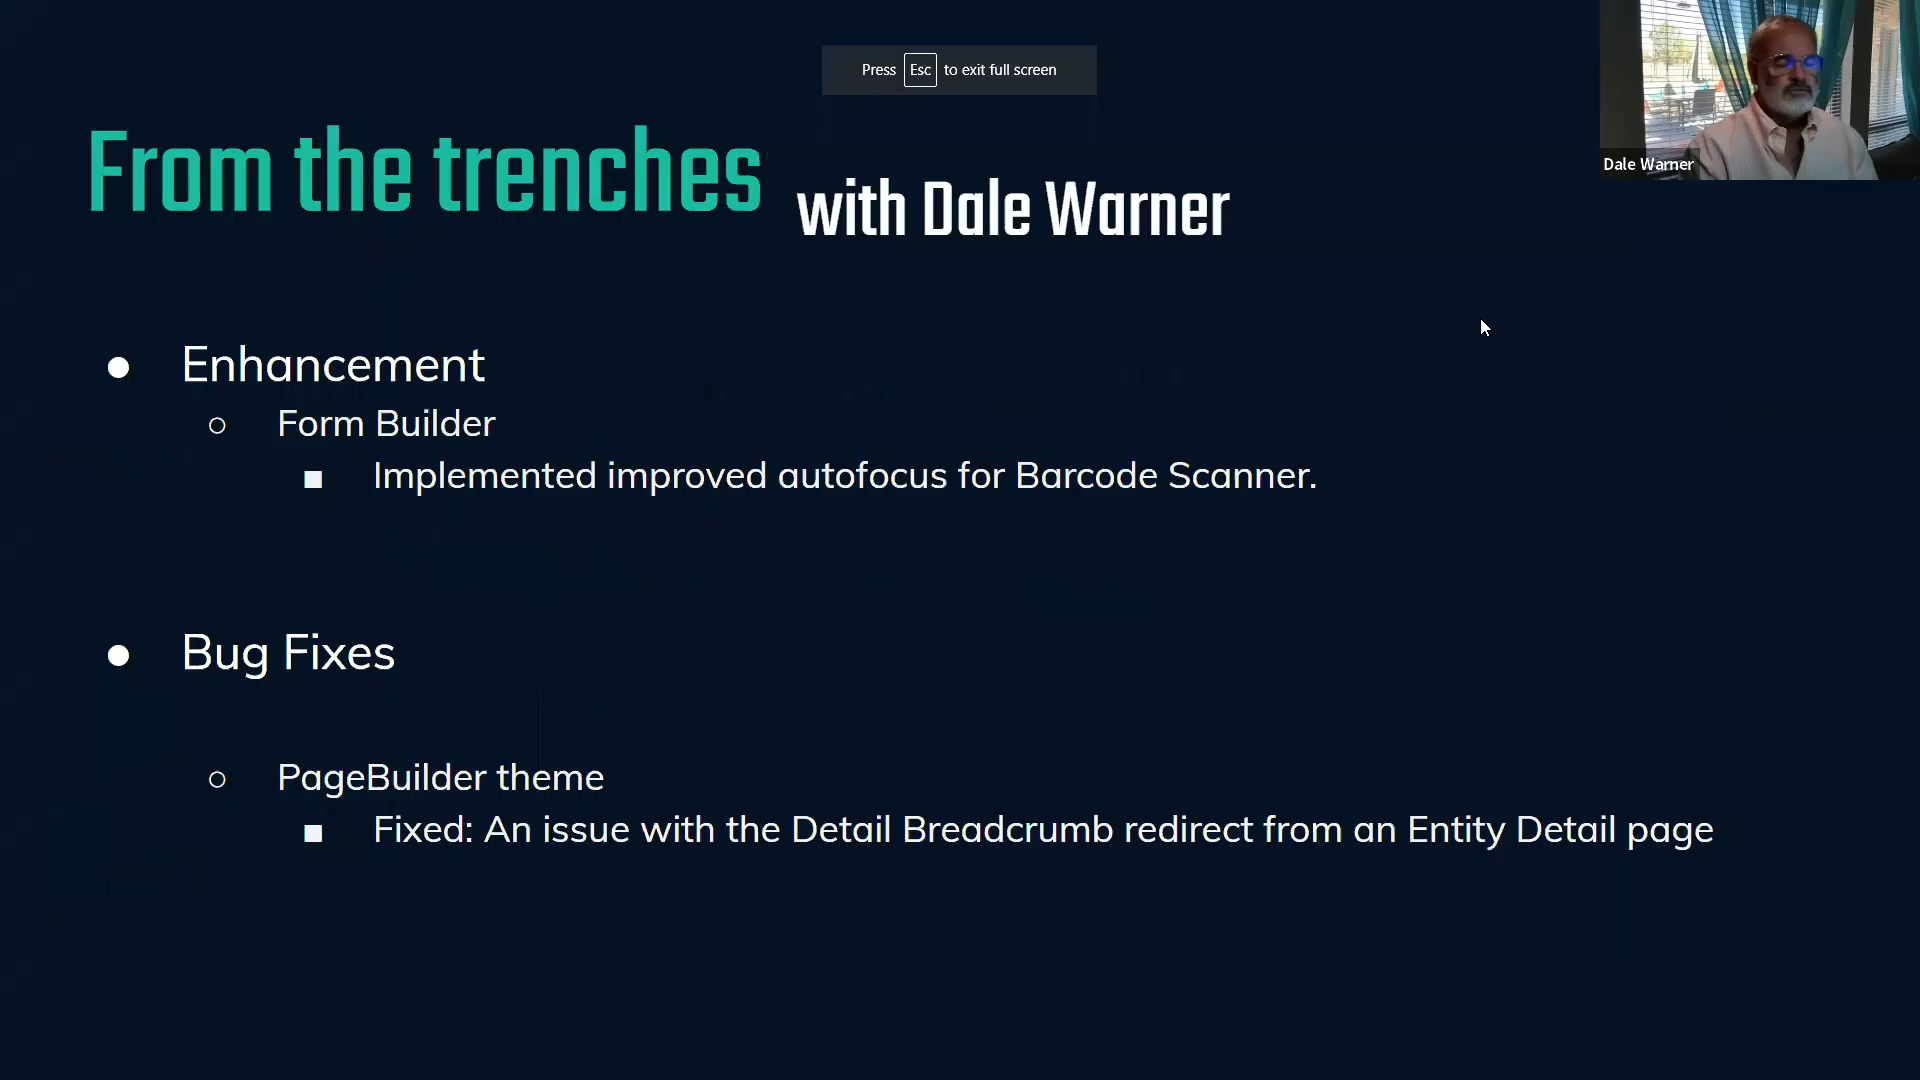 Press Esc to exit full screen
Dale Warner
From the trenches with Dale Warner
● Enhancement
○ Form Builder
■ Implemented improved autofocus for Barcode Scanner.
● Bug Fixes
○ PageBuilder theme
■ Fixed: An issue with the Detail Breadcrumb redirect from an Entity Detail page